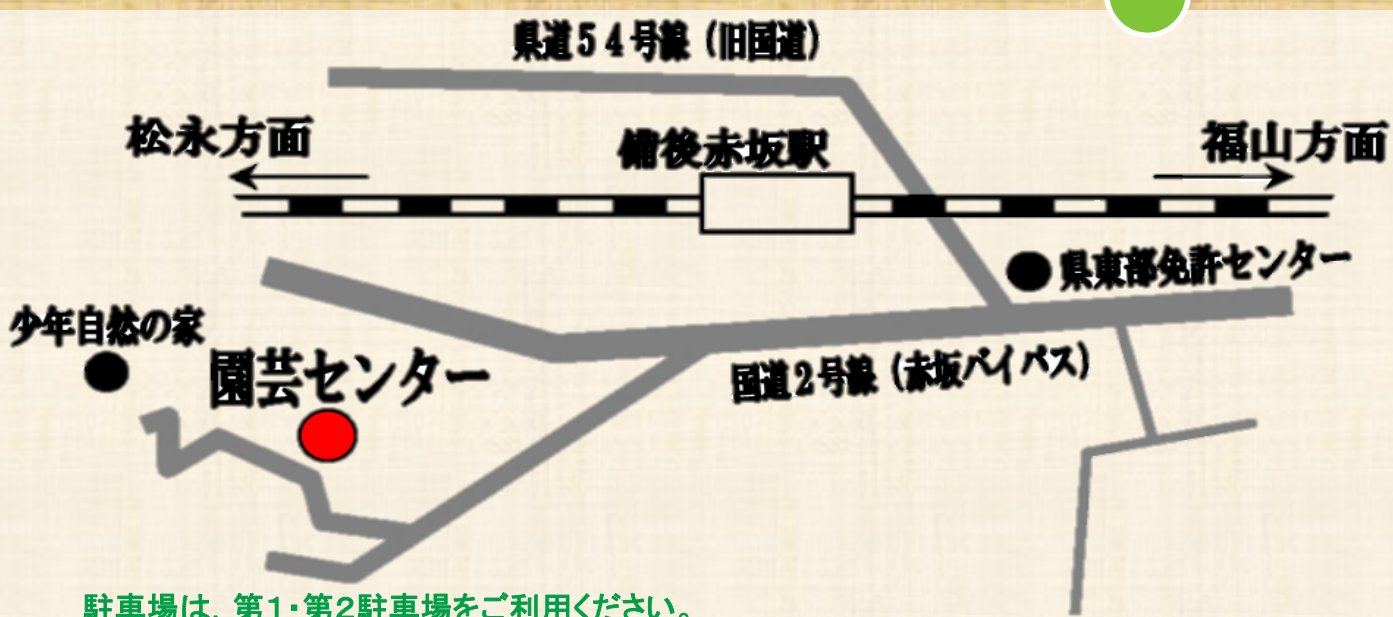 県道５４号線（旧国道）
松永方面
備後赤坂駅
福山方面
県東部免許センター
少年自然の家
園芸センター
国道２号線（赤坂バイパス）
駐車場は，第１・第２駐車場をご利用ください。